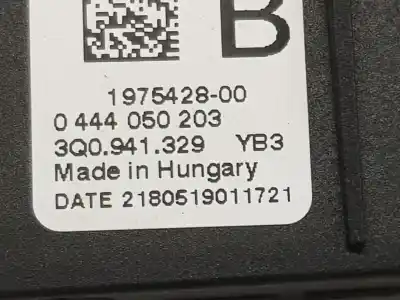 B
1975428-00
0 444 050 203
3Q0.941.329 YB3
Made in Hungary
DATE 2180519011721